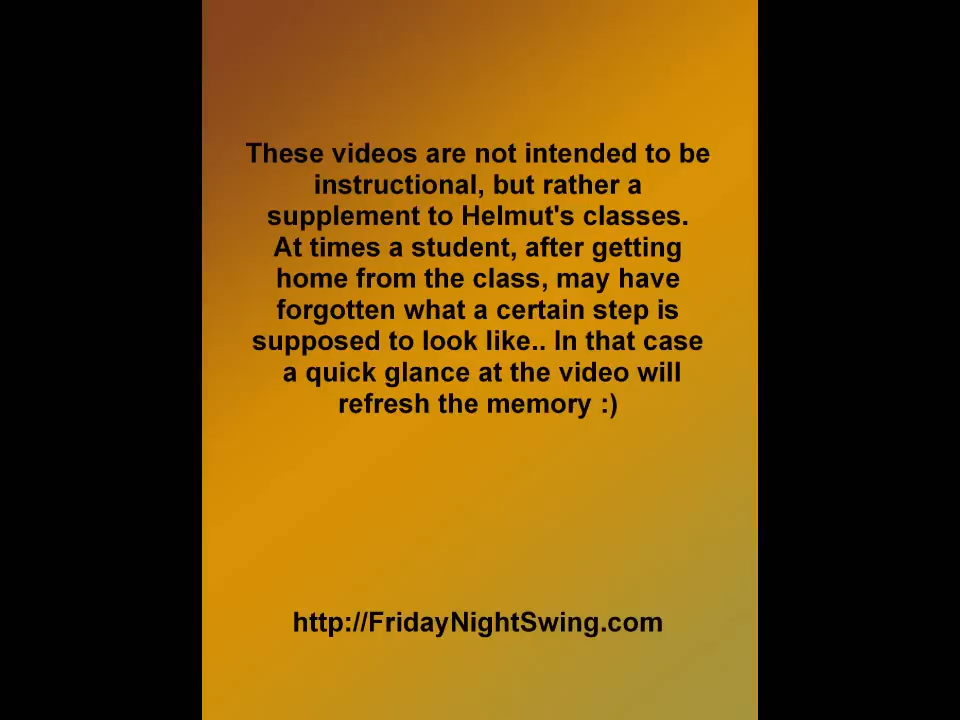 These videos are not intended to be
instructional, but rather a
supplement to Helmut's classes.
At times a student, after getting
home from the class, may have
forgotten what a certain step is
supposed to look like.. In that case
a quick glance at the video will
refresh the memory :)
http://FridayNightSwing.com